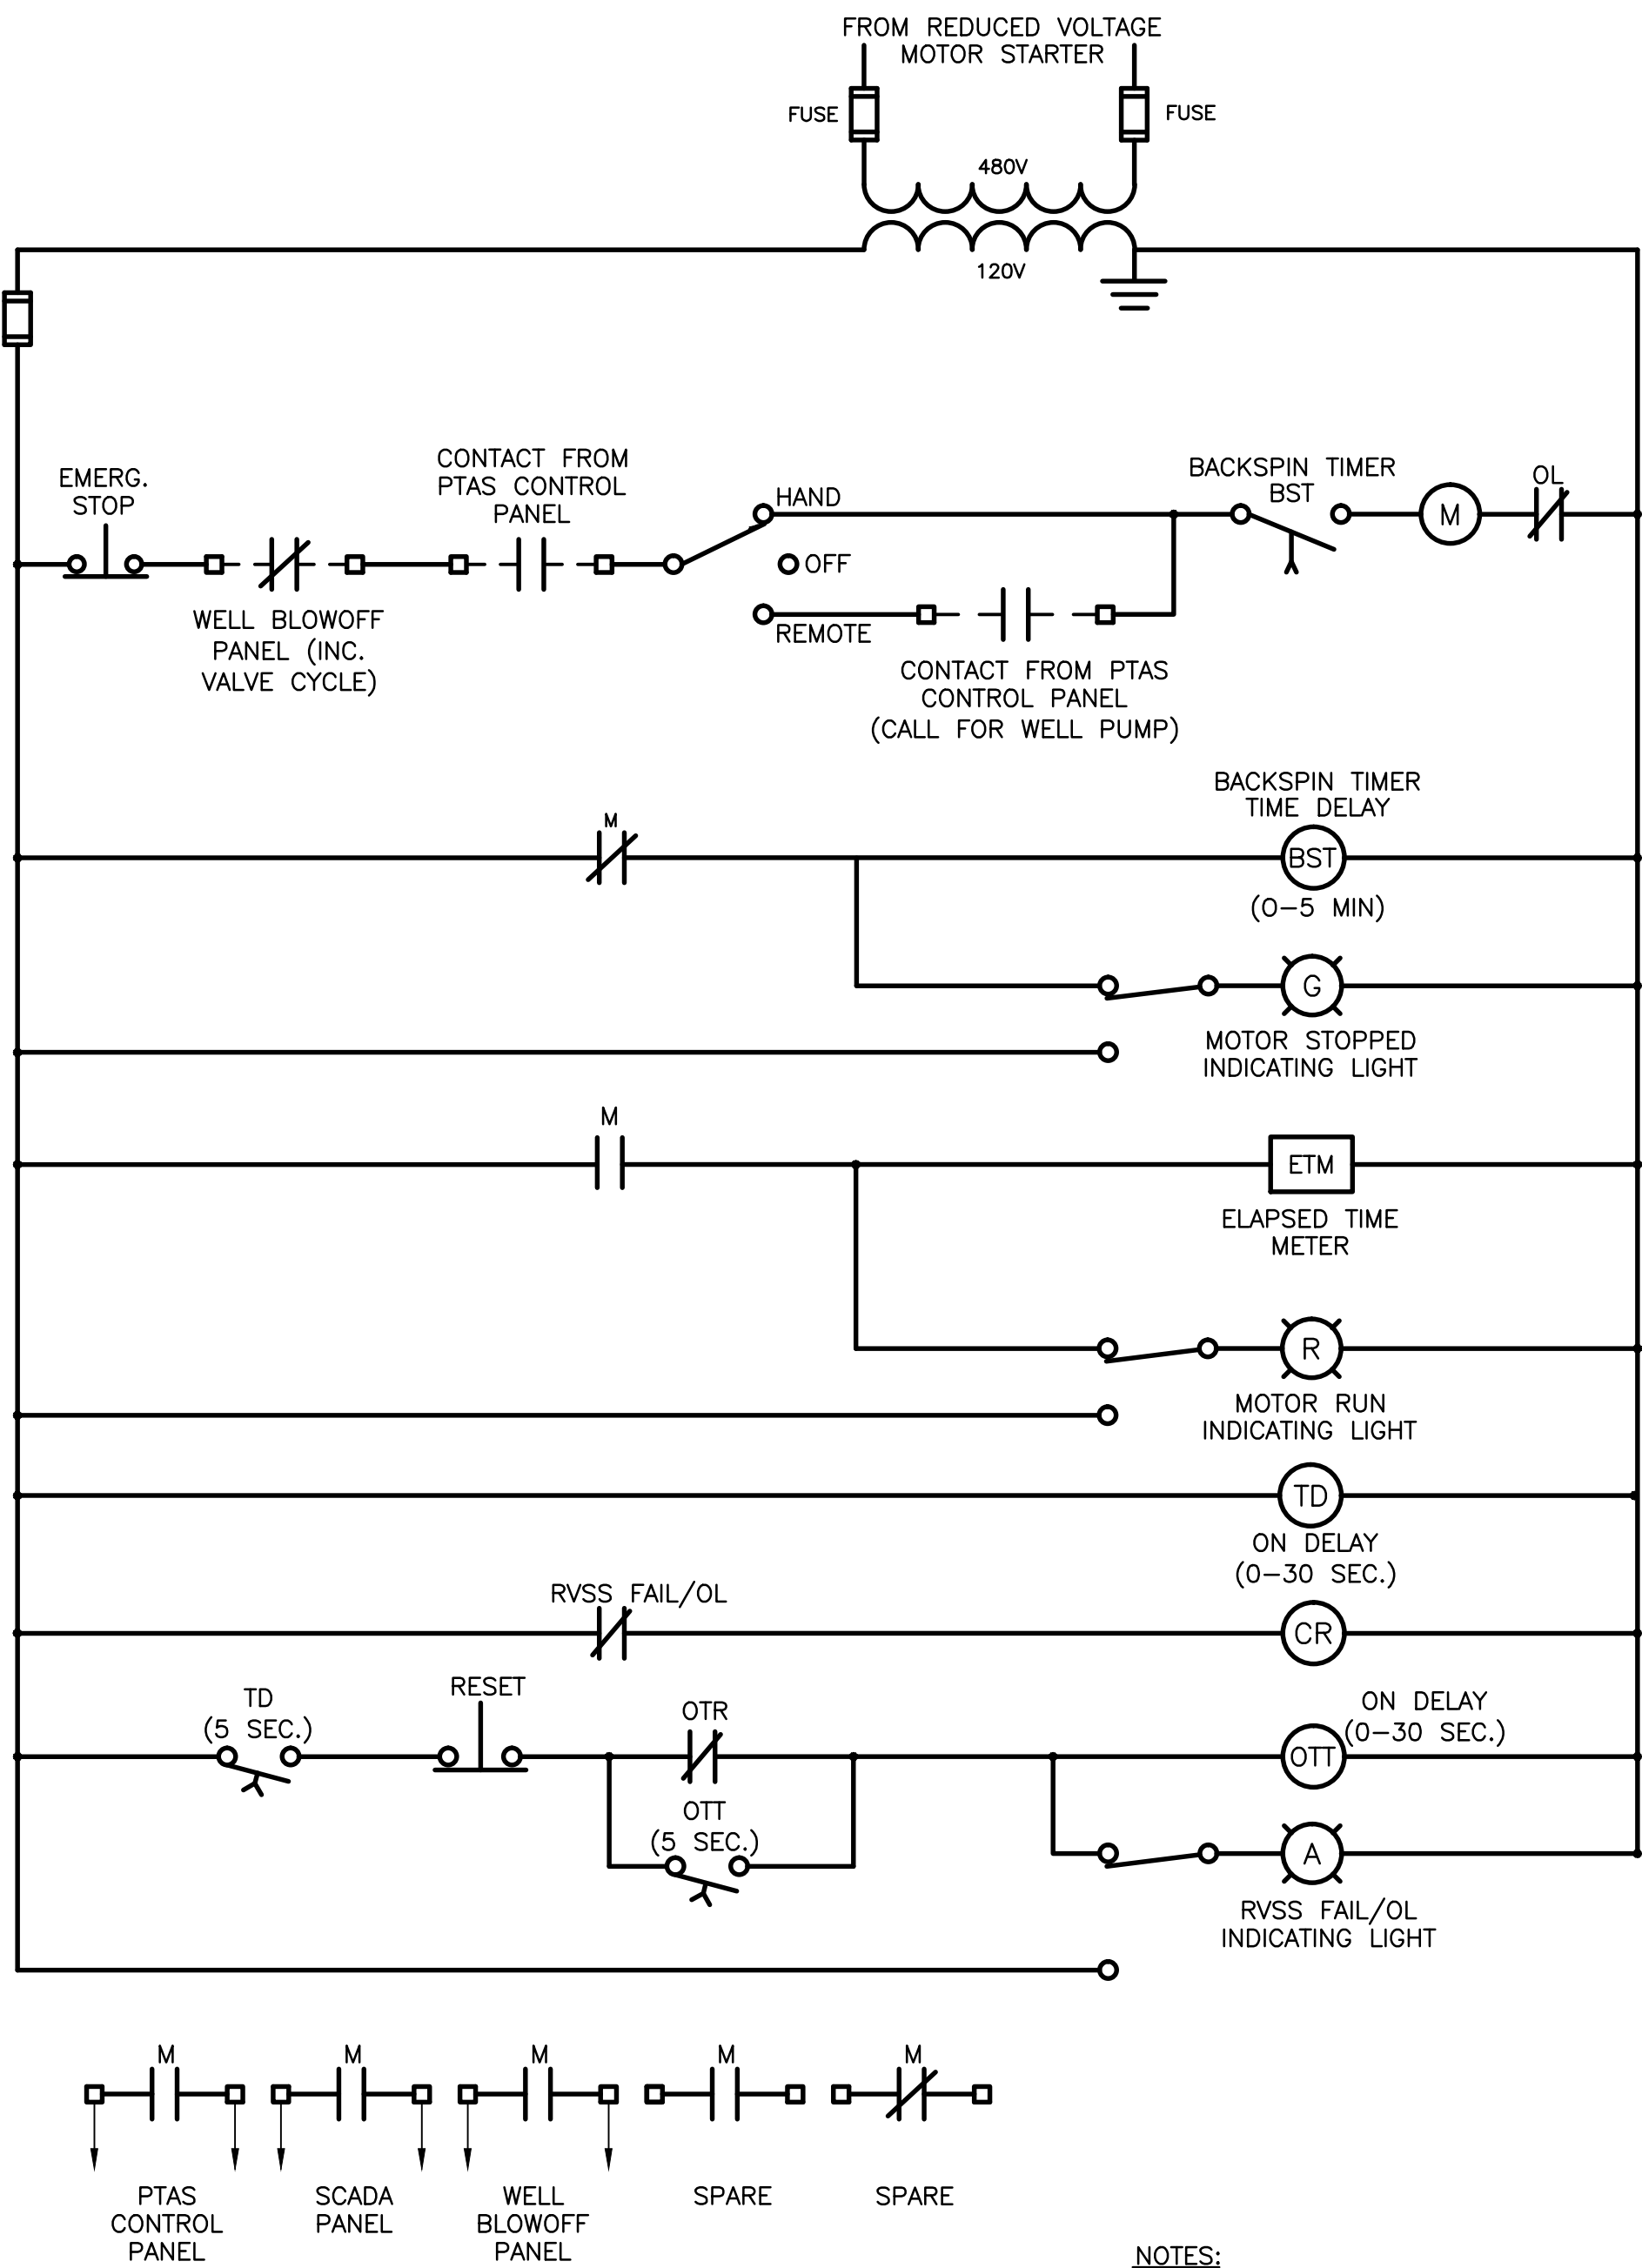 FROM REDUCED VOLTAGE
MOTOR STARTER
FUSE
FUSE
480V
120V
EMERG.
STOP
CONTACT FROM
PTAS CONTROL
PANEL
HAND
OFF
REMOTE
BACKSPIN TIMER
BST
M
OL
WELL BLOWOFF
PANEL (INC.
VALVE CYCLE)
CONTACT FROM PTAS
CONTROL PANEL
(CALL FOR WELL PUMP)
BACKSPIN TIMER
TIME DELAY
M
BST
(0-5 MIN)
G
MOTOR STOPPED
INDICATING LIGHT
M
ETM
ELAPSED TIME
METER
R
MOTOR RUN
INDICATING LIGHT
TD
ON DELAY
(0-30 SEC.)
RVSS FAIL/OL
CR
TD
(5 SEC.)
RESET
OTR
ON DELAY
(0-30 SEC.)
OTT
OTT
(5 SEC.)
A
RVSS FAIL/OL
INDICATING LIGHT
M
M
M
M
M
PTAS
CONTROL
PANEL
SCADA
PANEL
WELL
BLOWOFF
PANEL
SPARE
SPARE
NOTES: